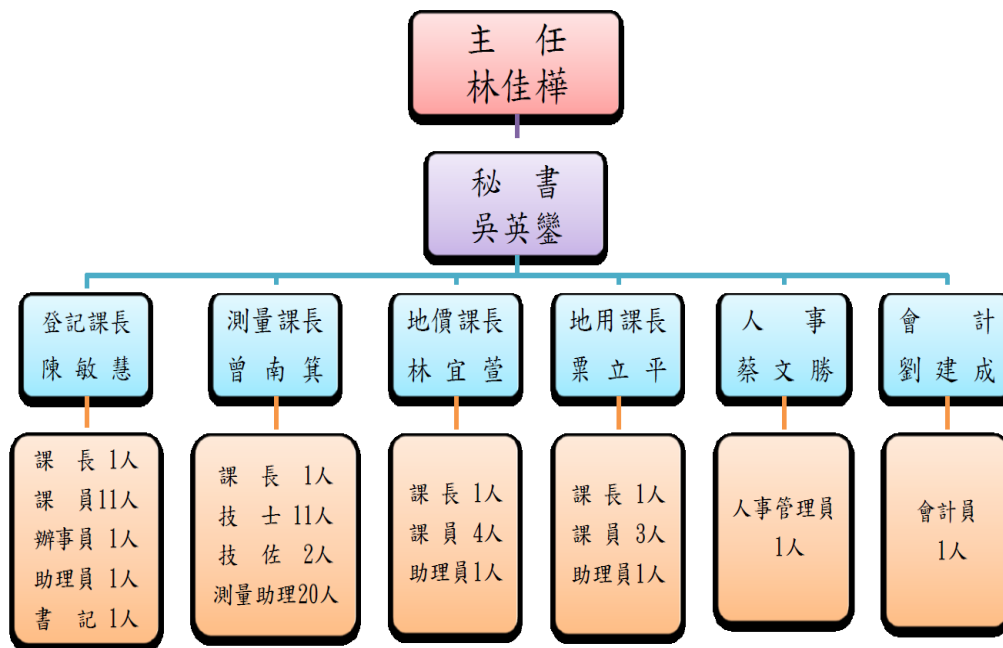 主 任
林佳樺
秘 書
吳英鑾
登記課長
陳敏慧
測量課長
曾南箕
地價課長
林宜萱
地用課長
粟立平
人 事
蔡文勝
會 計
劉建成
課 長 1人
課 員11人
辦事員 1人
助理員 1人
書 記 1人
課 長 1人
技 士 11人
技 佐 2人
測量助理20人
課 長 1人
課 員 4人
助理員1人
課 長 1人
課 員 3人
助理員1人
人事管理員
1人
會計員
1人